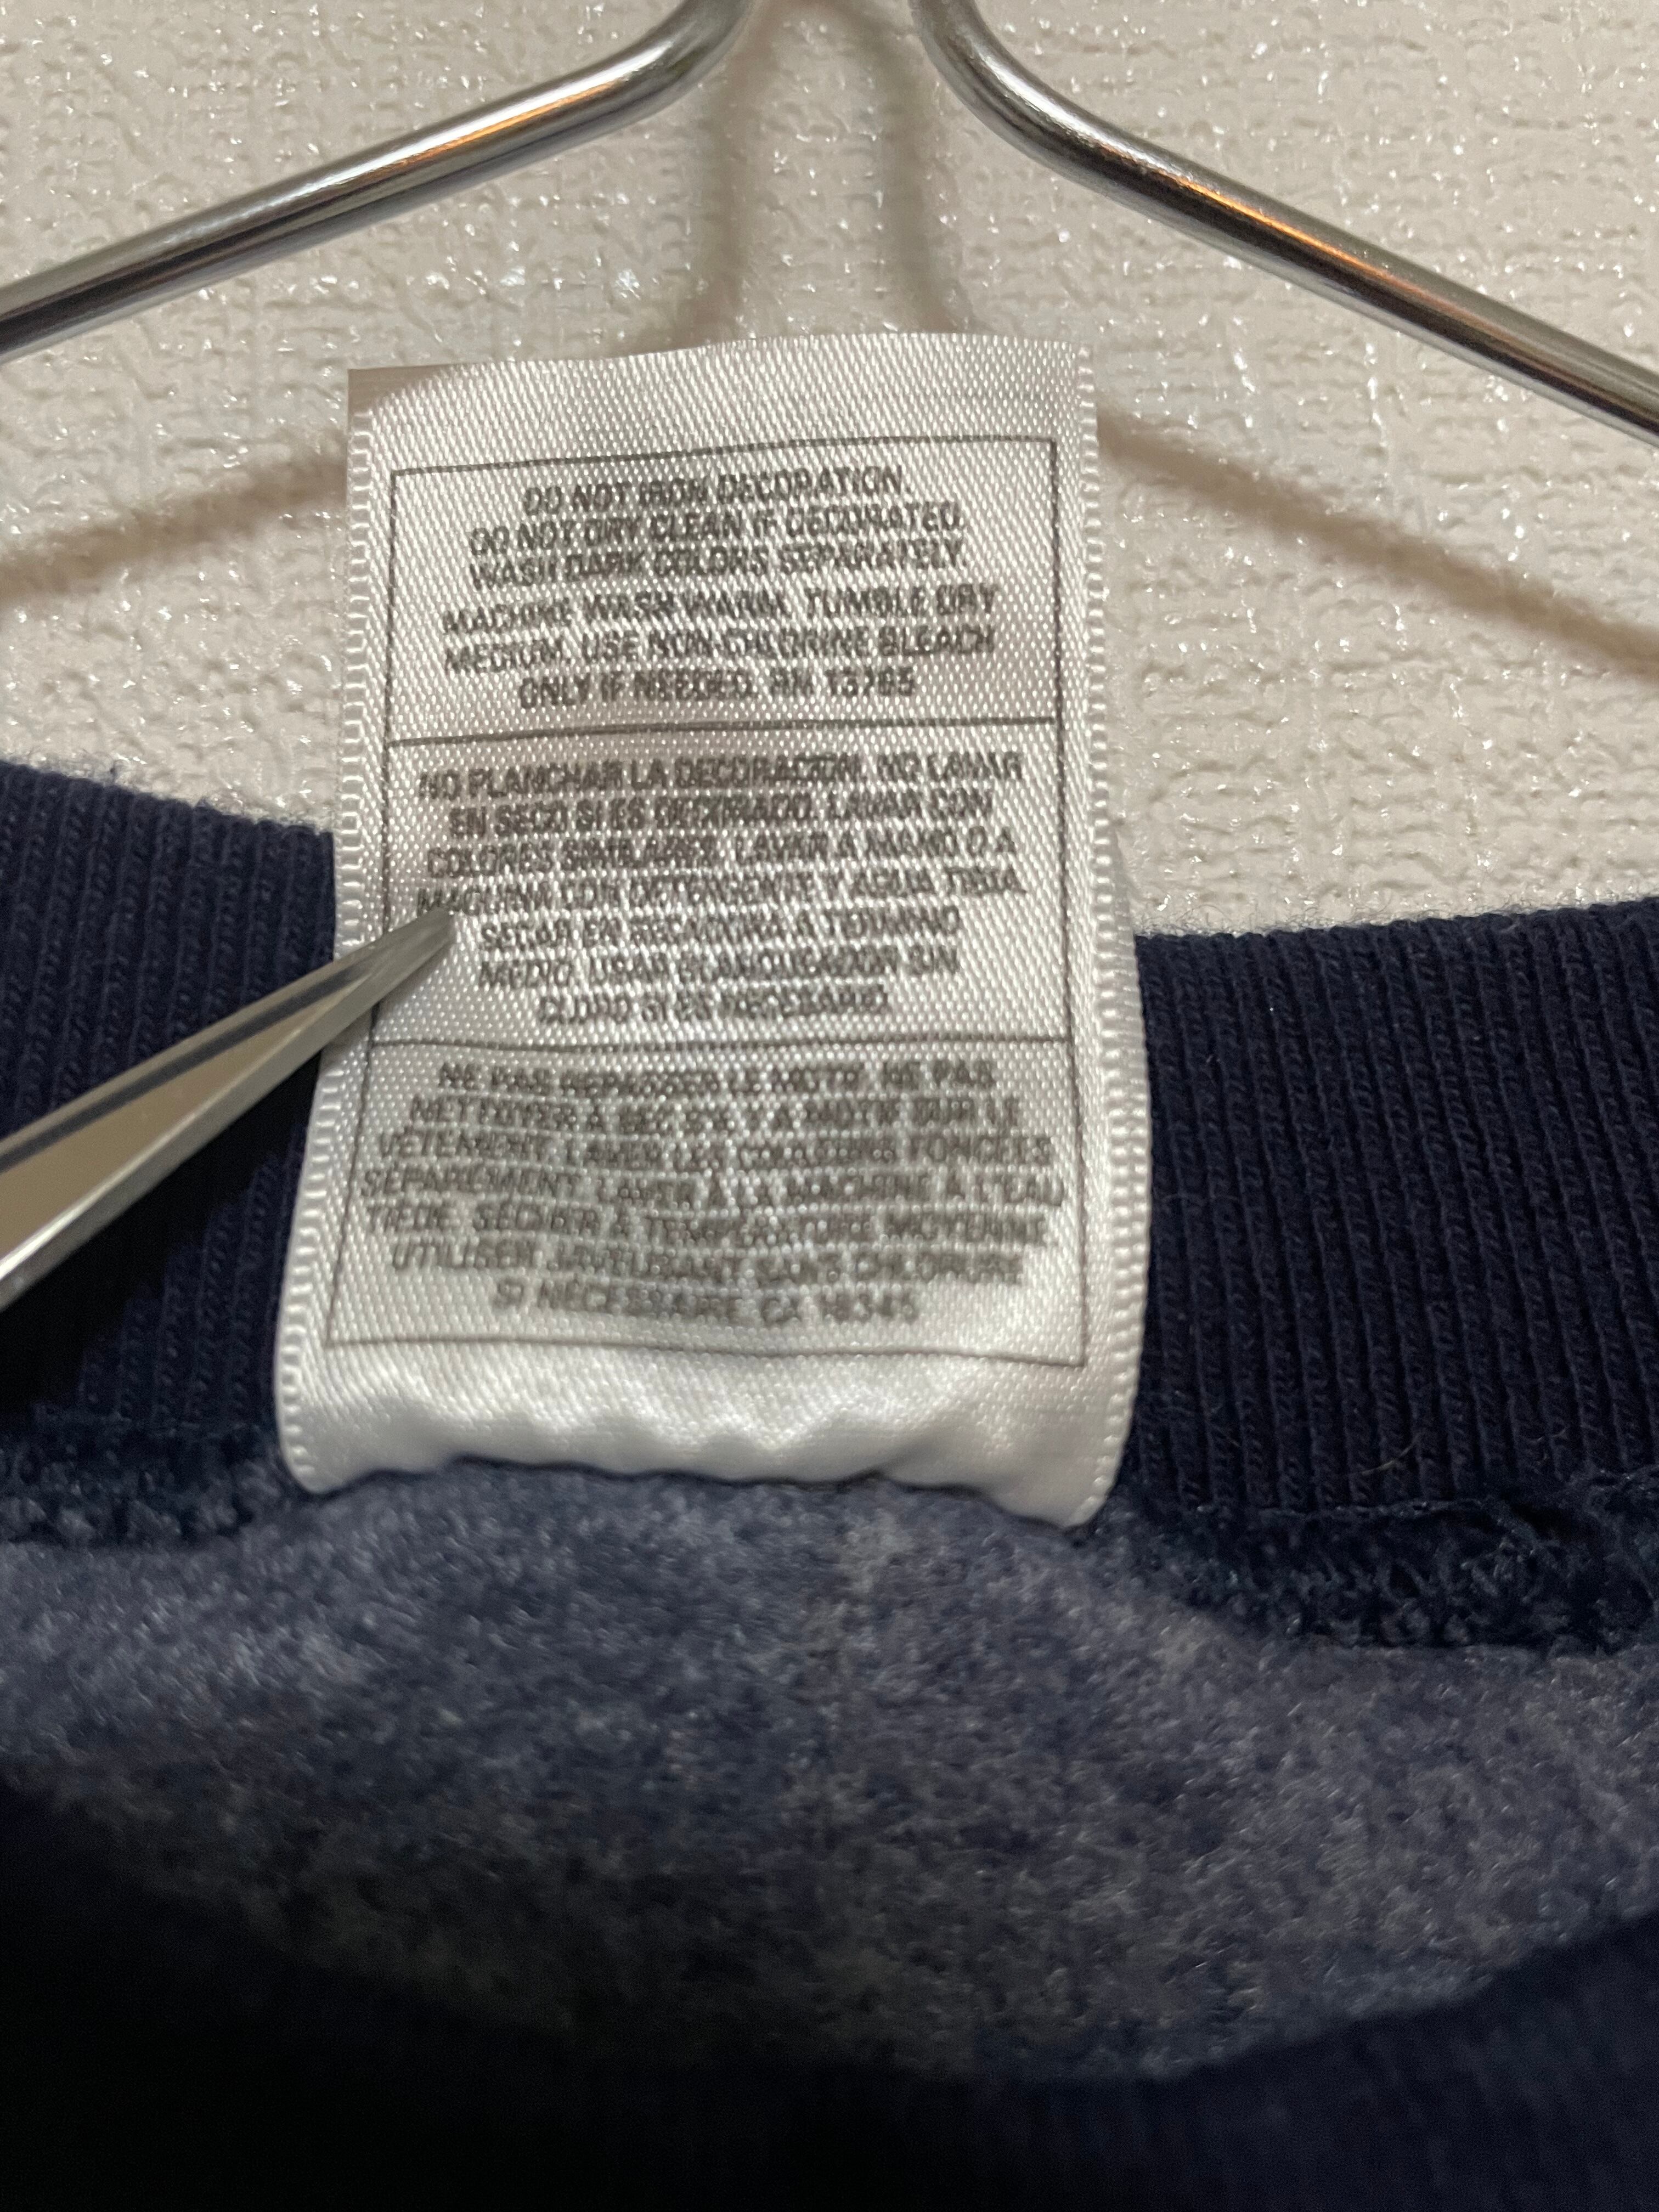 DO NOT IRON DECORATION.
DO NOT DRY CLEAN IF DECORATED.
WASH DARK COLORS SEPARATELY
MACHINE WASH WARM, TUMBLE DRY
MEDIUM, USE NON-CHLORINE BLEACH
ONLY IF NEEDED. RN 13765
NO PLANCHAR LA DECORACION. NO LAVAR
EN SECO SI ES DECORADO. LAVAR CON
COLORES SIMILARES. LAVAR A MANO O A
MAQUINA CON DETERGENTE Y AGUA TIBIA.
SECAR EN SECADORA A TERMINO
MEDIO. USAR BLANQUEADOR SIN
CLORO SI ES NECESARIO.
NE PAS REPASSER LE MOTIF. NE PAS
NETTOYER À SEC S'IL Y A MOTIF SUR LE
VÊTEMENT. LAVER LES COULEURS FONCÉES
SÉPARÉMENT. LAVER À LA MACHINE À L'EAU
TIÈDE. SÉCHER À TEMPÉRATURE MOYENNE.
UTILISER JAVELISANT SANS CHLORURE
SI NÉCESSAIRE. CA